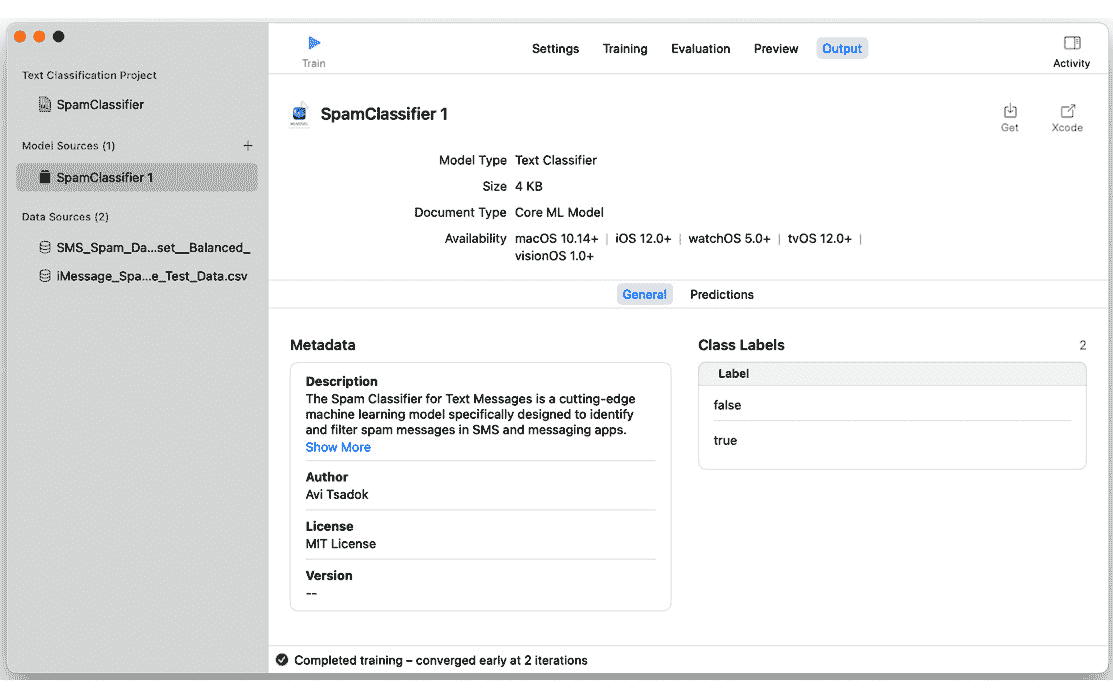 Train
Settings
Training
Evaluation
Preview
Output
Activity
Text Classification Project
SpamClassifier
Model Sources (1)
+
SpamClassifier 1
Data Sources (2)
SMS_Spam_Da...set__Balanced_
iMessage_Spa...e_Test_Data.csv
SpamClassifier 1
Get
Xcode
Model Type Text Classifier
Size 4 KB
Document Type Core ML Model
Availability macOS 10.14+ | iOS 12.0+ | watchOS 5.0+ | tvOS 12.0+ |
visionOS 1.0+
General
Predictions
Metadata
Description
The Spam Classifier for Text Messages is a cutting-edge
machine learning model specifically designed to identify
and filter spam messages in SMS and messaging apps.
Show More
Author
Avi Tsadok
License
MIT License
Version
--
Class Labels 2
Label
false
true
Completed training – converged early at 2 iterations